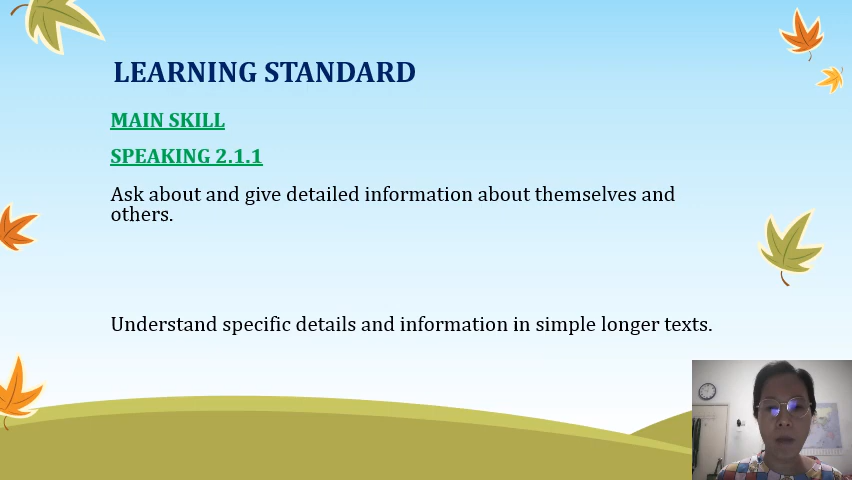 LEARNING STANDARD
MAIN SKILL
SPEAKING 2.1.1
Ask about and give detailed information about themselves and
others.
Understand specific details and information in simple longer texts.